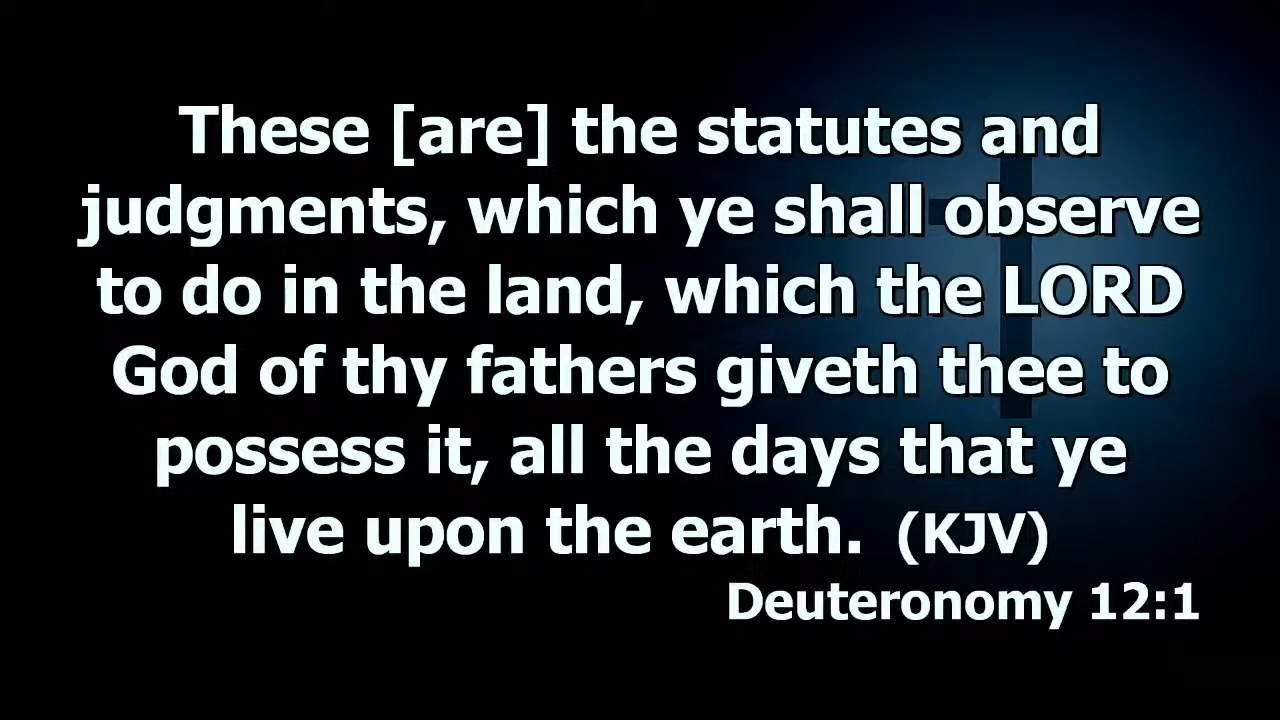 These [are] the statutes and
judgments, which ye shall observe
to do in the land, which the LORD
God of thy fathers giveth thee to
possess it, all the days that ye
live upon the earth. (KJV)
Deuteronomy 12:1